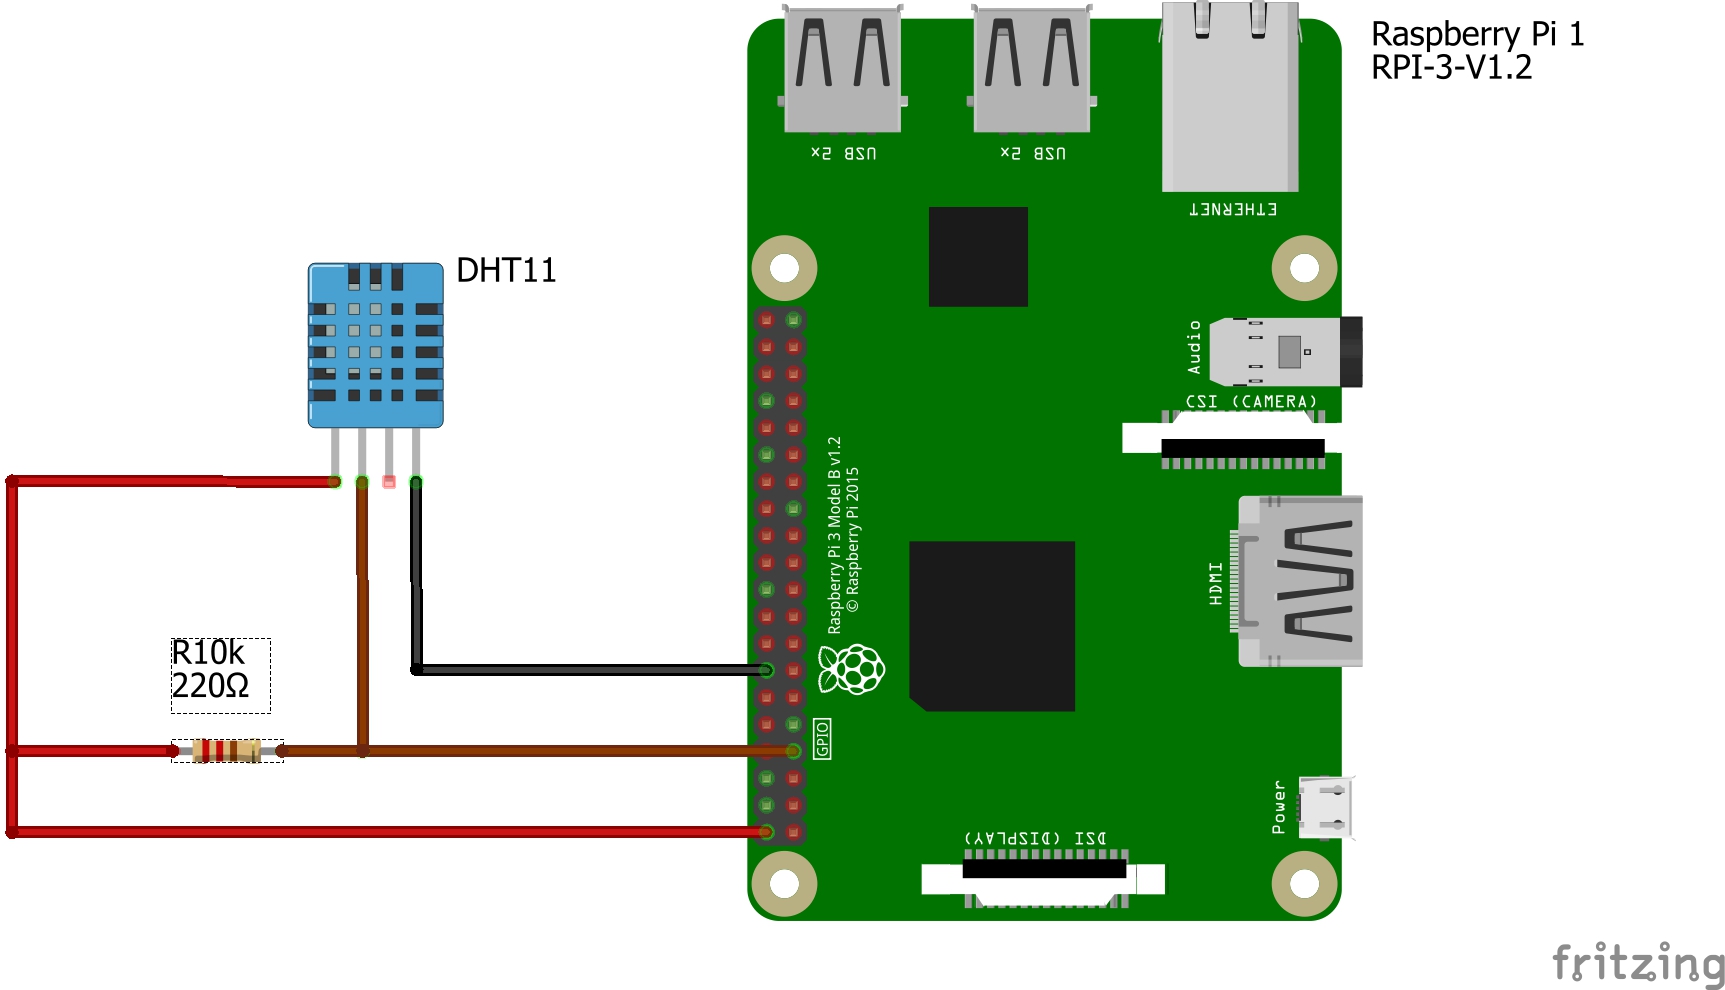 Raspberry Pi 1
RPI-3-V1.2
USB 2x
USB 2x
ETHERNET
DHT11
Audio
CSI (CAMERA)
Raspberry Pi 3 Model B v1.2
© Raspberry Pi 2015
HDMI
R10k
220Ω
GPIO
Power
DSI (DISPLAY)
fritzing